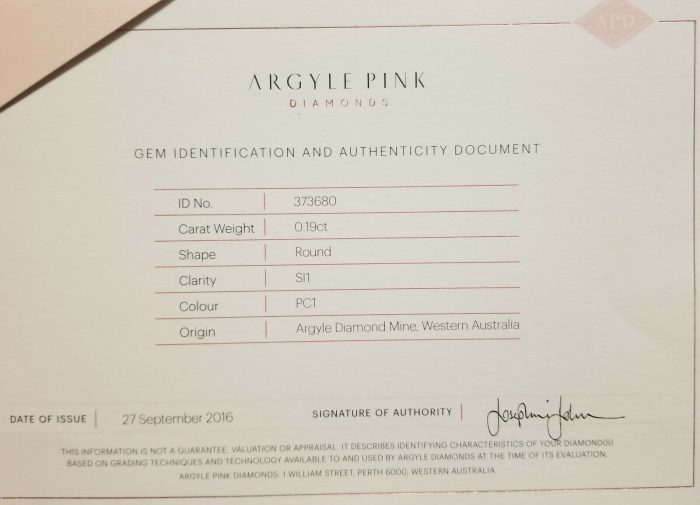 APD
ARGYLE PINK
DIAMONDS
GEM IDENTIFICATION AND AUTHENTICITY DOCUMENT
ID No. 373680
Carat Weight 0.19ct
Shape Round
Clarity SI1
Colour PC1
Origin Argyle Diamond Mine, Western Australia
DATE OF ISSUE 27 September 2016 SIGNATURE OF AUTHORITY
THIS INFORMATION IS NOT A GUARANTEE, VALUATION OR APPRAISAL. IT DESCRIBES IDENTIFYING CHARACTERISTICS OF YOUR DIAMOND(S)
BASED ON GRADING TECHNIQUES AND TECHNOLOGY AVAILABLE TO AND USED BY ARGYLE DIAMONDS AT THE TIME OF ITS EVALUATION.
ARGYLE PINK DIAMONDS: 1 WILLIAM STREET, PERTH 6000, WESTERN AUSTRALIA.